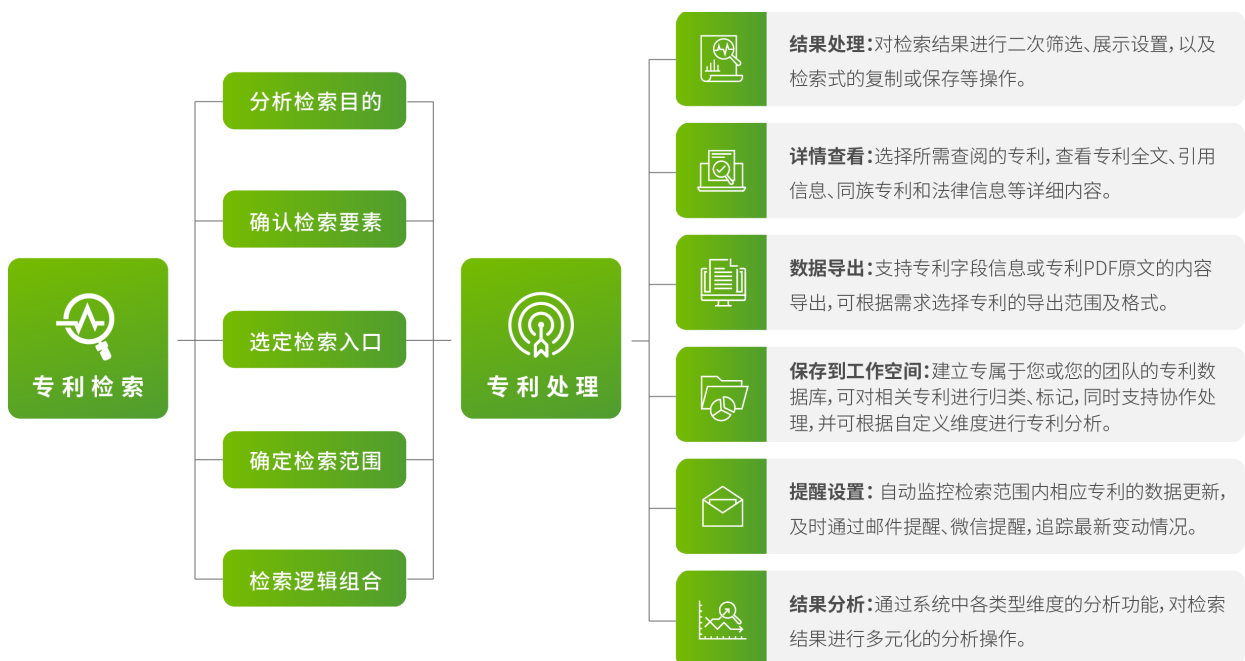 专利检索
分析检索目的
确认检索要素
选定检索入口
确定检索范围
检索逻辑组合
专利处理
结果处理：对检索结果进行二次筛选、展示设置，以及
检索式的复制或保存等操作。
详情查看：选择所需查阅的专利，查看专利全文、引用
信息、同族专利和法律信息等详细内容。
数据导出：支持专利字段信息或专利PDF原文的内容
导出，可根据需求选择专利的导出范围及格式。
保存到工作空间：建立专属于您或您的团队的专利数
据库，可对相关专利进行归类、标记，同时支持协作处
理，并可根据自定义维度进行专利分析。
提醒设置： 自动监控检索范围内相应专利的数据更新，
及时通过邮件提醒、微信提醒，追踪最新变动情况。
结果分析：通过系统中各类型维度的分析功能，对检索
结果进行多元化的分析操作。